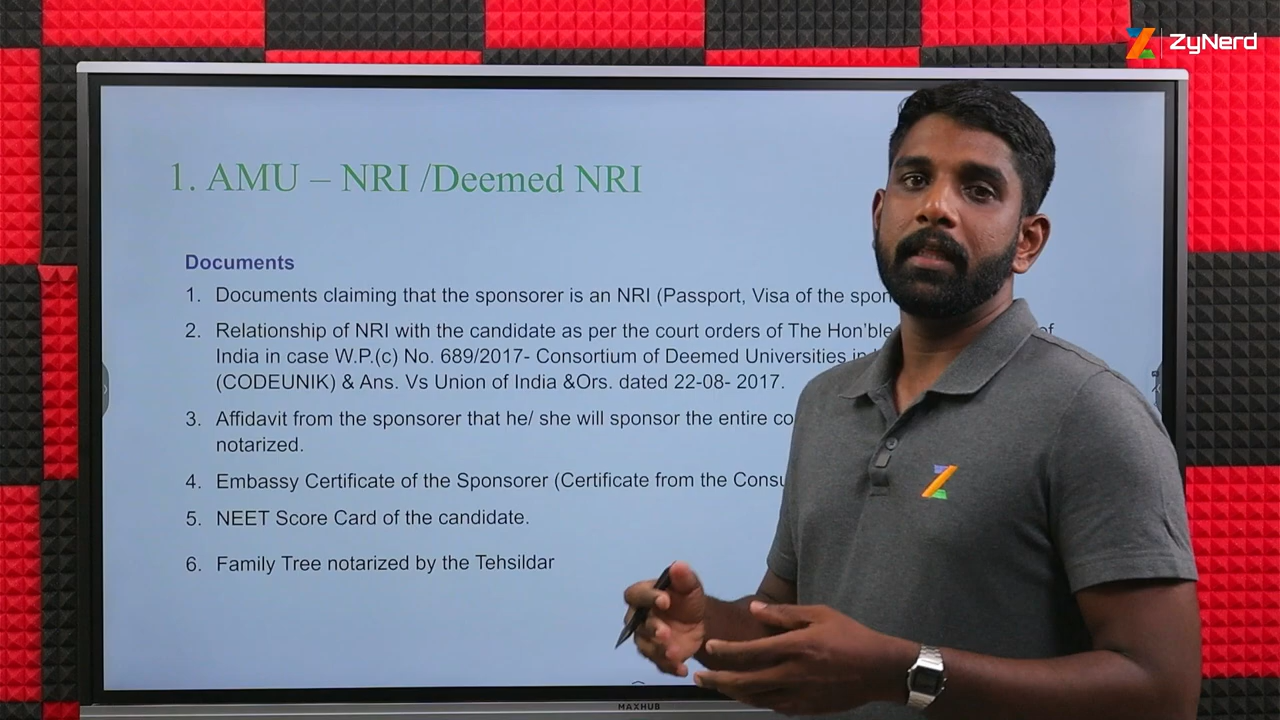 ZyNerd
1. AMU – NRI /Deemed NRI
Documents
1. Documents claiming that the sponsorer is an NRI (Passport, Visa of the
2. Relationship of NRI with the candidate as per the court orders of The Hon'ble of
India in case W.P.(c) No. 689/2017- Consortium of Deemed Universities in
(CODEUNIK) & Ans. Vs Union of India &Ors. dated 22-08- 2017.
3. Affidavit from the sponsorer that he/ she will sponsor the entire
notarized.
4. Embassy Certificate of the Sponsorer (Certificate from the
5. NEET Score Card of the candidate.
6. Family Tree notarized by the Tehsildar
MAXHUB